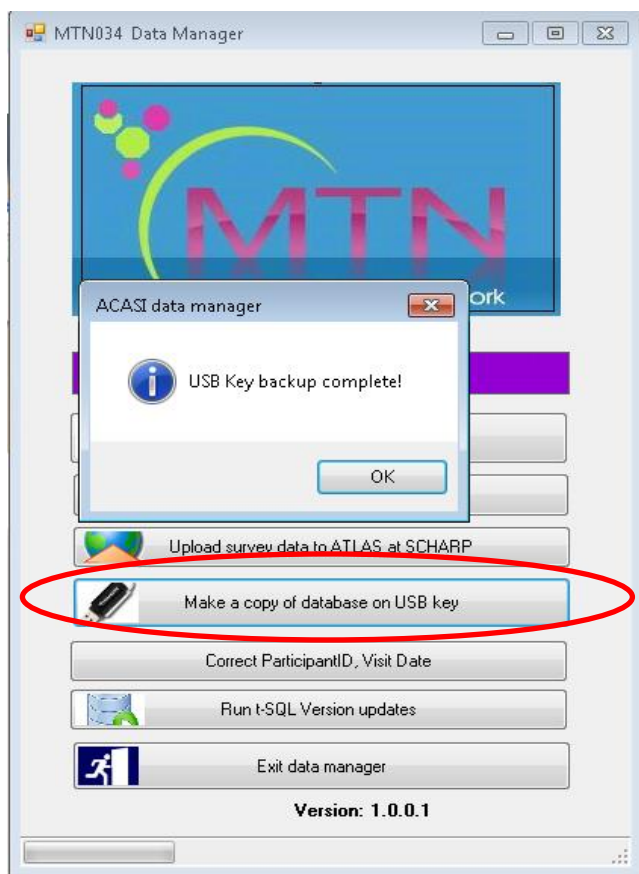 MTN034 Data Manager
MTN
ork
ACASI data manager
USB Key backup complete!
OK
Upload survey data to ATLAS at SCHARP
Make a copy of database on USB key
Correct ParticipantID, Visit Date
Run t-SQL Version updates
Exit data manager
Version: 1.0.0.1